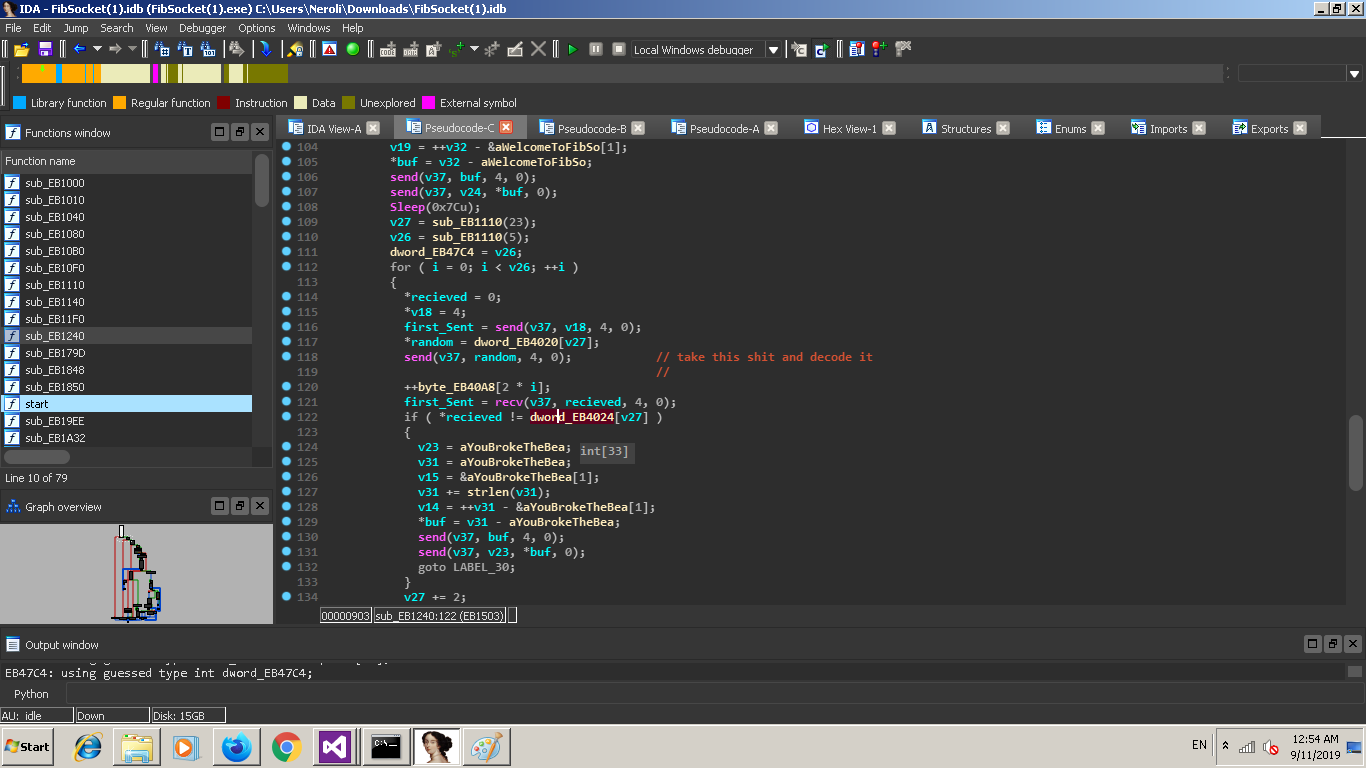 IDA - FibSocket(1).idb (FibSocket(1).exe) C:\Users\Neroli\Downloads\FibSocket(1).idb
File Edit Jump Search View Debugger Options Windows Help
Local Windows debugger
Library function Regular function Instruction Data Unexplored External symbol
Functions window
IDA View-A Pseudocode-C Pseudocode-B Pseudocode-A Hex View-1 Structures Enums Imports Exports
Function name
sub_EB1000
sub_EB1010
sub_EB1040
sub_EB1080
sub_EB10B0
sub_EB10F0
sub_EB1110
sub_EB1140
sub_EB11F0
sub_EB1240
sub_EB179D
sub_EB1848
sub_EB1850
start
sub_EB19EE
sub_EB1A32
Line 10 of 79
Graph overview
104 v19 = ++v32 - &aWelcomeToFibSo[1];
105 *buf = v32 - aWelcomeToFibSo;
106 send(v37, buf, 4, 0);
107 send(v37, v24, *buf, 0);
108 Sleep(0x7Cu);
109 v27 = sub_EB1110(23);
110 v26 = sub_EB1110(5);
111 dword_EB47C4 = v26;
112 for ( i = 0; i < v26; ++i )
113 {
114 *recieved = 0;
115 *v18 = 4;
116 first_Sent = send(v37, v18, 4, 0);
117 *random = dword_EB4020[v27];
118 send(v37, random, 4, 0); // take this shit and decode it
119 //
120 ++byte_EB40A8[2 * i];
121 first_Sent = recv(v37, recieved, 4, 0);
122 if ( *recieved != dword_EB4024[v27] )
123 {
124 v23 = aYouBrokeTheBea;
int[33]
125 v31 = aYouBrokeTheBea;
126 v15 = &aYouBrokeTheBea[1];
127 v31 += strlen(v31);
128 v14 = ++v31 - &aYouBrokeTheBea[1];
129 *buf = v31 - aYouBrokeTheBea;
130 send(v37, buf, 4, 0);
131 send(v37, v23, *buf, 0);
132 goto LABEL_30;
133 }
134 v27 += 2;
00000903 sub_EB1240:122 (EB1503)
Output window
EB47C4: using guessed type int dword_EB47C4;
Python
AU: idle Down Disk: 15GB
Start
EN
12:54 AM
9/11/2019